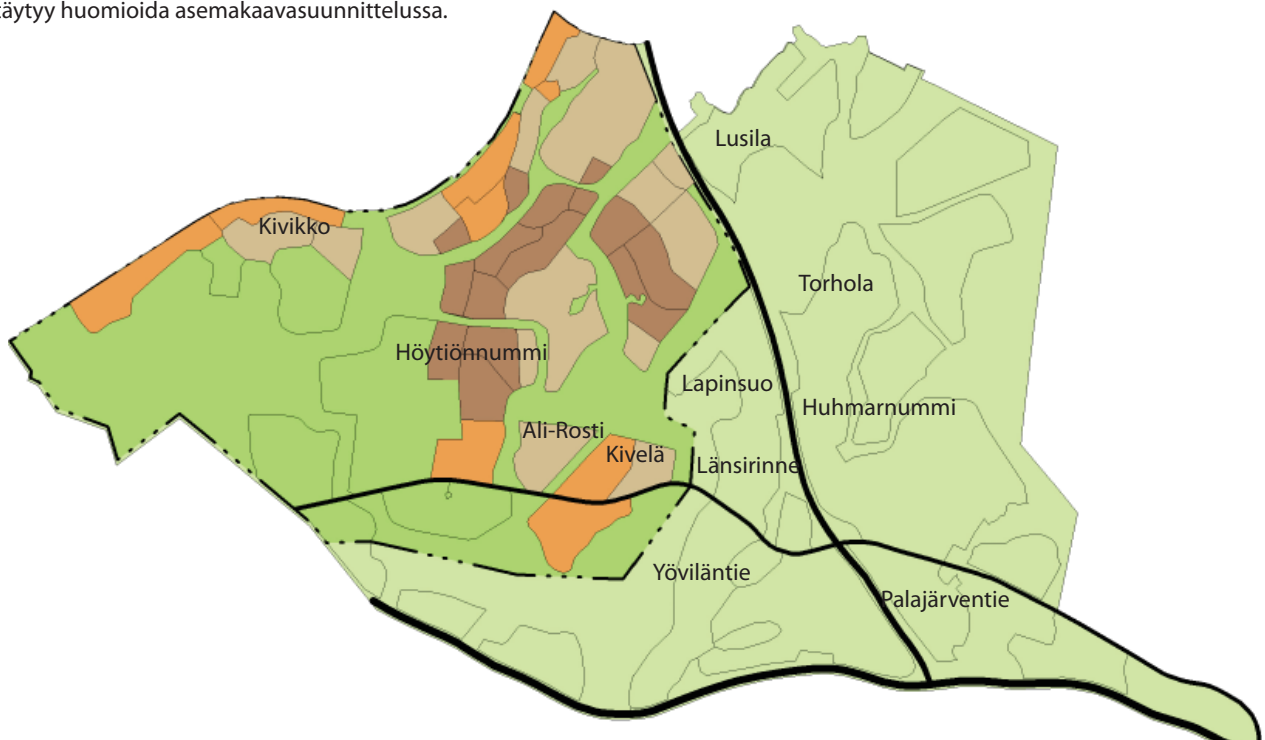 täytyy huomioida asemakaavasuunnittelussa.
Lusila
Kivikko
Torhola
Höytiönnummi
Lapinsuo
Huhmarnummi
Ali-Rosti
Kivelä
Länsirinne
Yöviläntie
Palajärventie